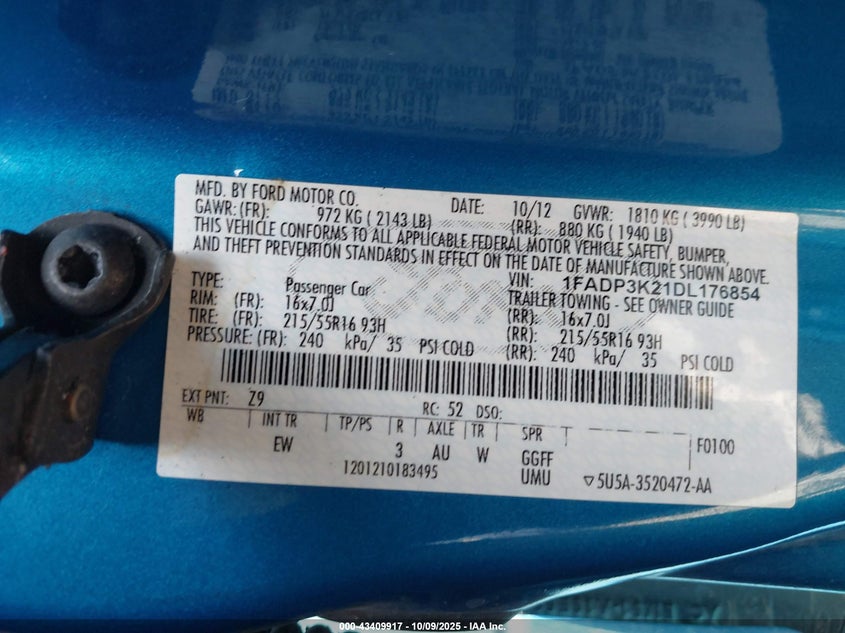 MFD. BY FORD MOTOR CO. DATE: 10/12 GVWR: 1810 KG ( 3990 LB)
GAWR: (FR): 972 KG ( 2143 LB) (RR): 880 KG ( 1940 LB)
THIS VEHICLE CONFORMS TO ALL APPLICABLE FEDERAL MOTOR VEHICLE SAFETY, BUMPER,
AND THEFT PREVENTION STANDARDS IN EFFECT ON THE DATE OF MANUFACTURE SHOWN ABOVE.
VIN: 1FADP3K21DL176854
TYPE: Passenger Car TRAILER TOWING - SEE OWNER GUIDE
RIM: (FR): 16x7.0J (RR): 16x7.0J
TIRE: (FR): 215/55R16 93H (RR): 215/55R16 93H
PRESSURE: (FR): 240 kPa/ 35 PSI COLD (RR): 240 kPa/ 35 PSI COLD
EXT PNT: Z9 RC: 52 DSO:
WB INT TR TP/PS R AXLE TR SPR F0100
EW 3 AU W GGFF
1201210183495 UMU ▽5U5A-3520472-AA
000-43409917 - 10/09/2025 - IAAI, Inc.